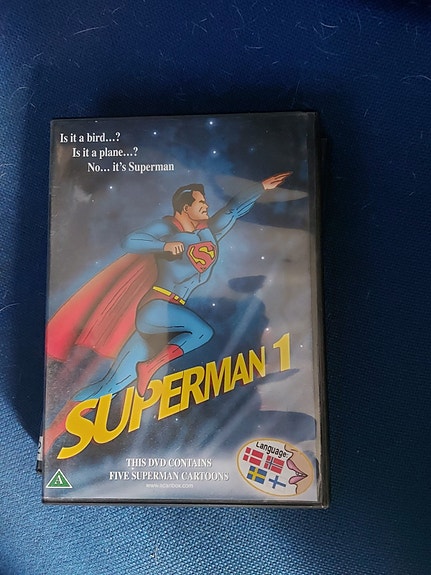 Is it a bird...?
Is it a plane...?
No... it's Superman
S
SUPERMAN 1
Language:
THIS DVD CONTAINS
FIVE SUPERMAN CARTOONS
A